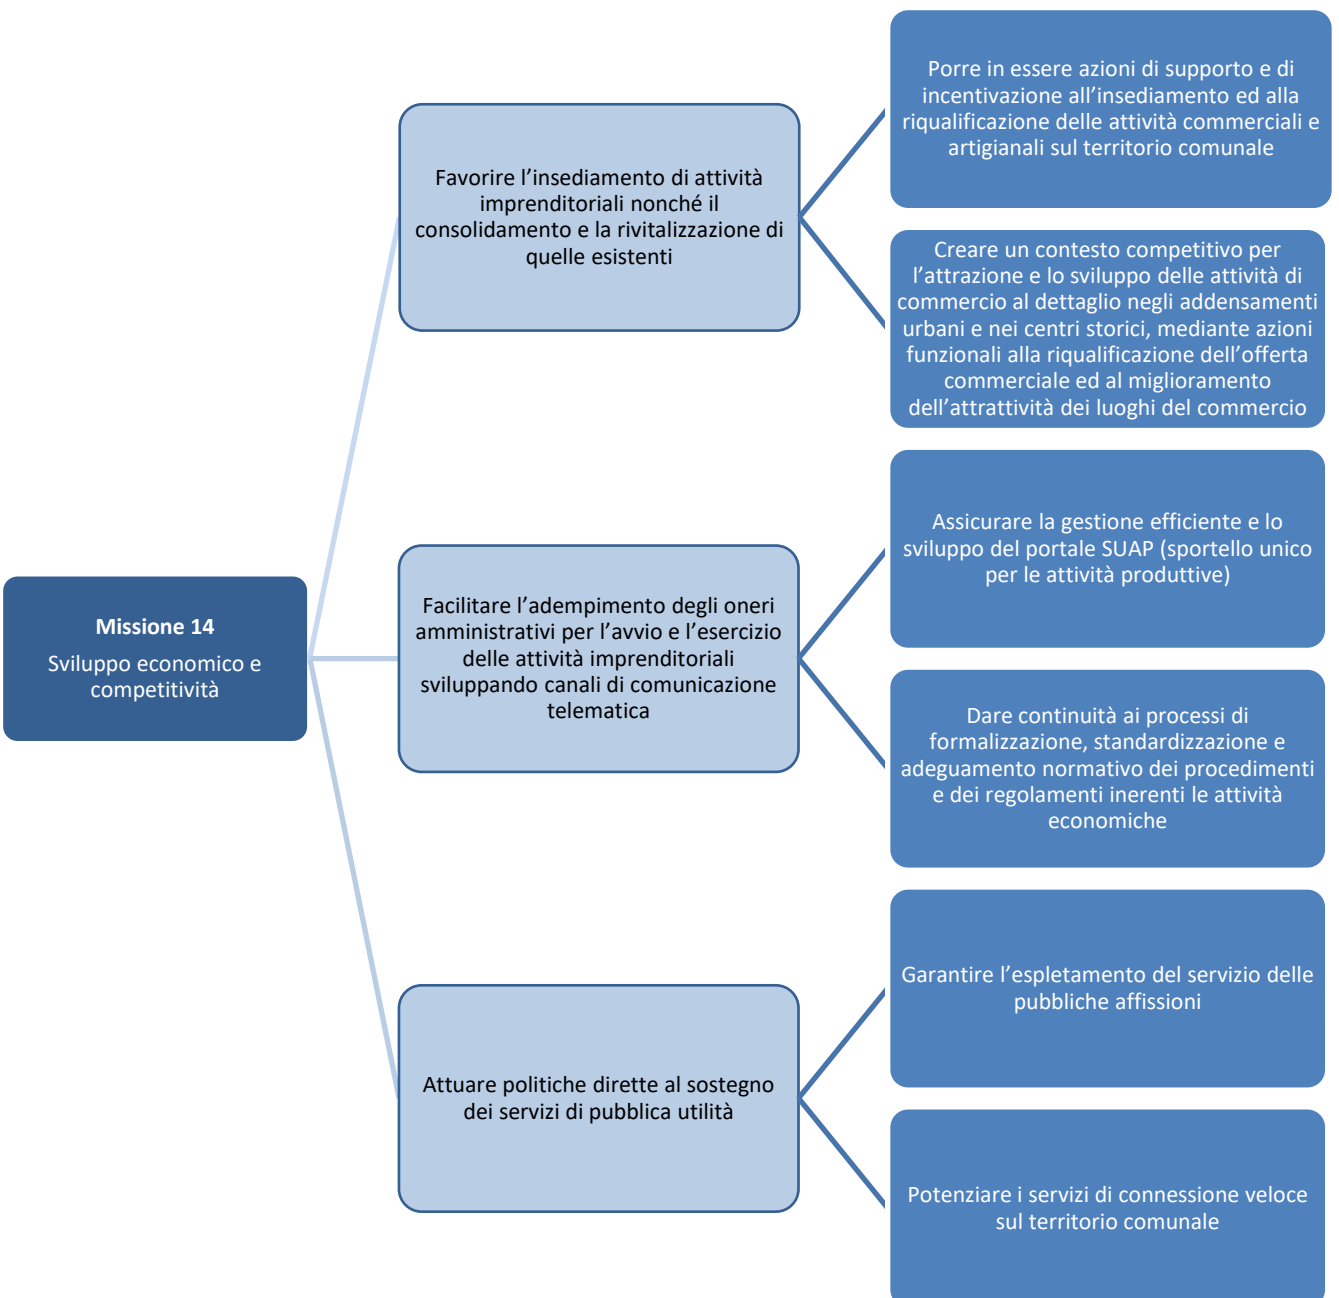 Missione 14
Sviluppo economico e
competitività
Favorire l’insediamento di attività
imprenditoriali nonché il
consolidamento e la rivitalizzazione di
quelle esistenti
Porre in essere azioni di supporto e di
incentivazione all’insediamento ed alla
riqualificazione delle attività commerciali e
artigianali sul territorio comunale
Creare un contesto competitivo per
l’attrazione e lo sviluppo delle attività di
commercio al dettaglio negli addensamenti
urbani e nei centri storici, mediante azioni
funzionali alla riqualificazione dell’offerta
commerciale ed al miglioramento
dell’attrattività dei luoghi del commercio
Facilitare l’adempimento degli oneri
amministrativi per l’avvio e l’esercizio
delle attività imprenditoriali
sviluppando canali di comunicazione
telematica
Assicurare la gestione efficiente e lo
sviluppo del portale SUAP (sportello unico
per le attività produttive)
Dare continuità ai processi di
formalizzazione, standardizzazione e
adeguamento normativo dei procedimenti
e dei regolamenti inerenti le attività
economiche
Attuare politiche dirette al sostegno
dei servizi di pubblica utilità
Garantire l’espletamento del servizio delle
pubbliche affissioni
Potenziare i servizi di connessione veloce
sul territorio comunale